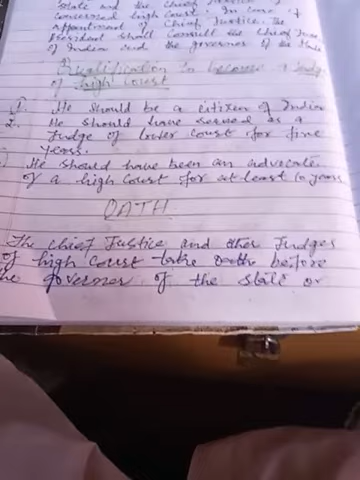 State and the Chief Justice of
concerned high Court. In case of
Appointment of Chief Justice. The
President shall consult the Chief Justice
of India and the governor of the State
Qualification to become a Judge
of high court
1. He should be a citizen of India
2. He should have served as a
Judge of lower court for five
years.
He should have been an advocate
of a high Court for at least 10 years
OATH
The Chief Justice and other Judges
of high court take before
the governer of the state or